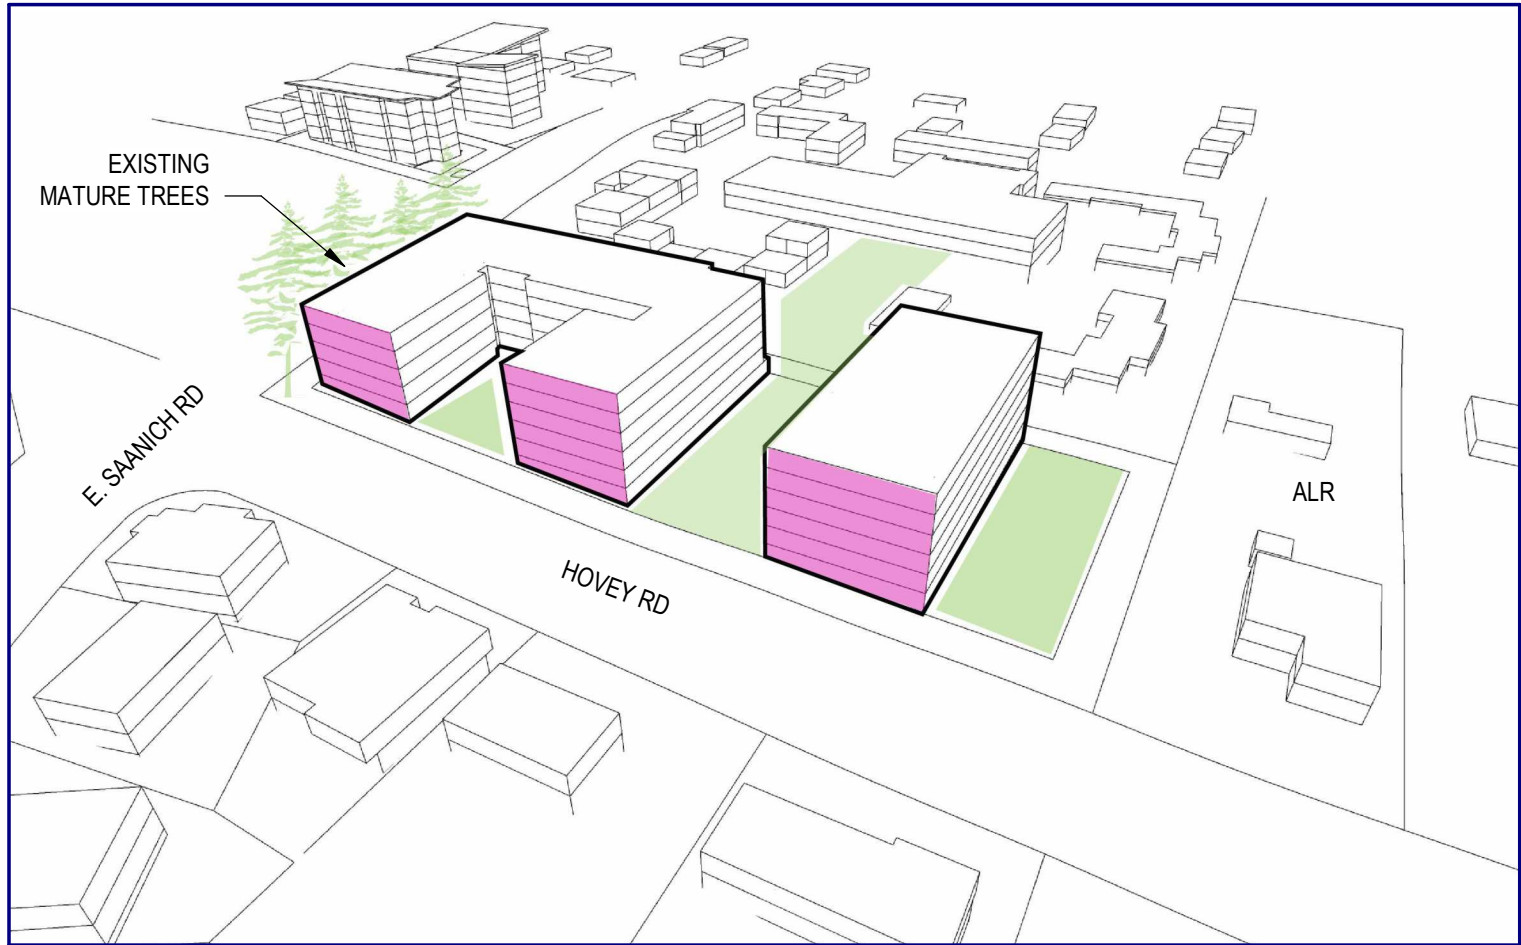 EXISTING
MATURE TREES
E. SAANICH RD
ALR
HOVEY RD